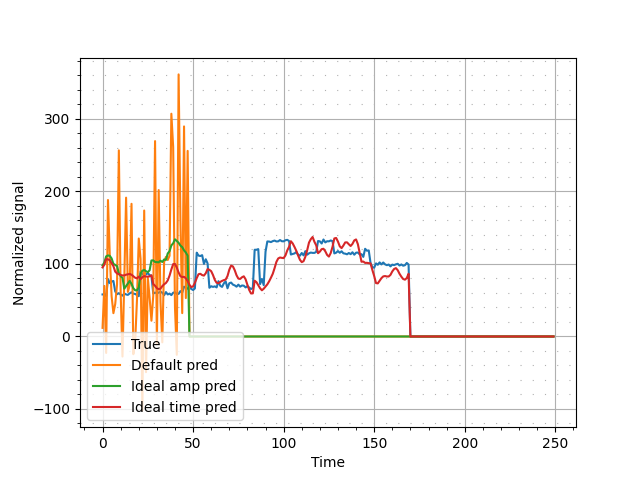 300
200
100
0
−100
Normalized signal
True
Default pred
Ideal amp pred
Ideal time pred
0 50 100 150 200 250
Time